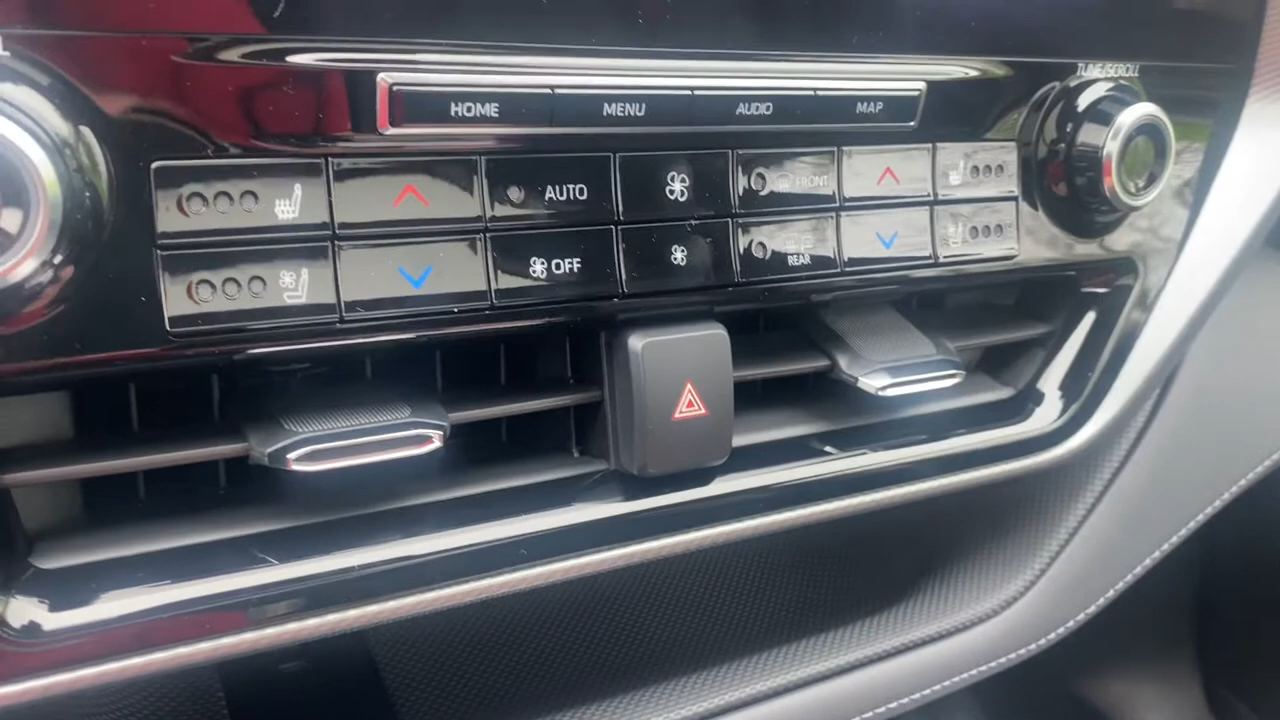 TUNE/SCROLL
HOME MENU AUDIO MAP
AUTO FRONT
OFF REAR